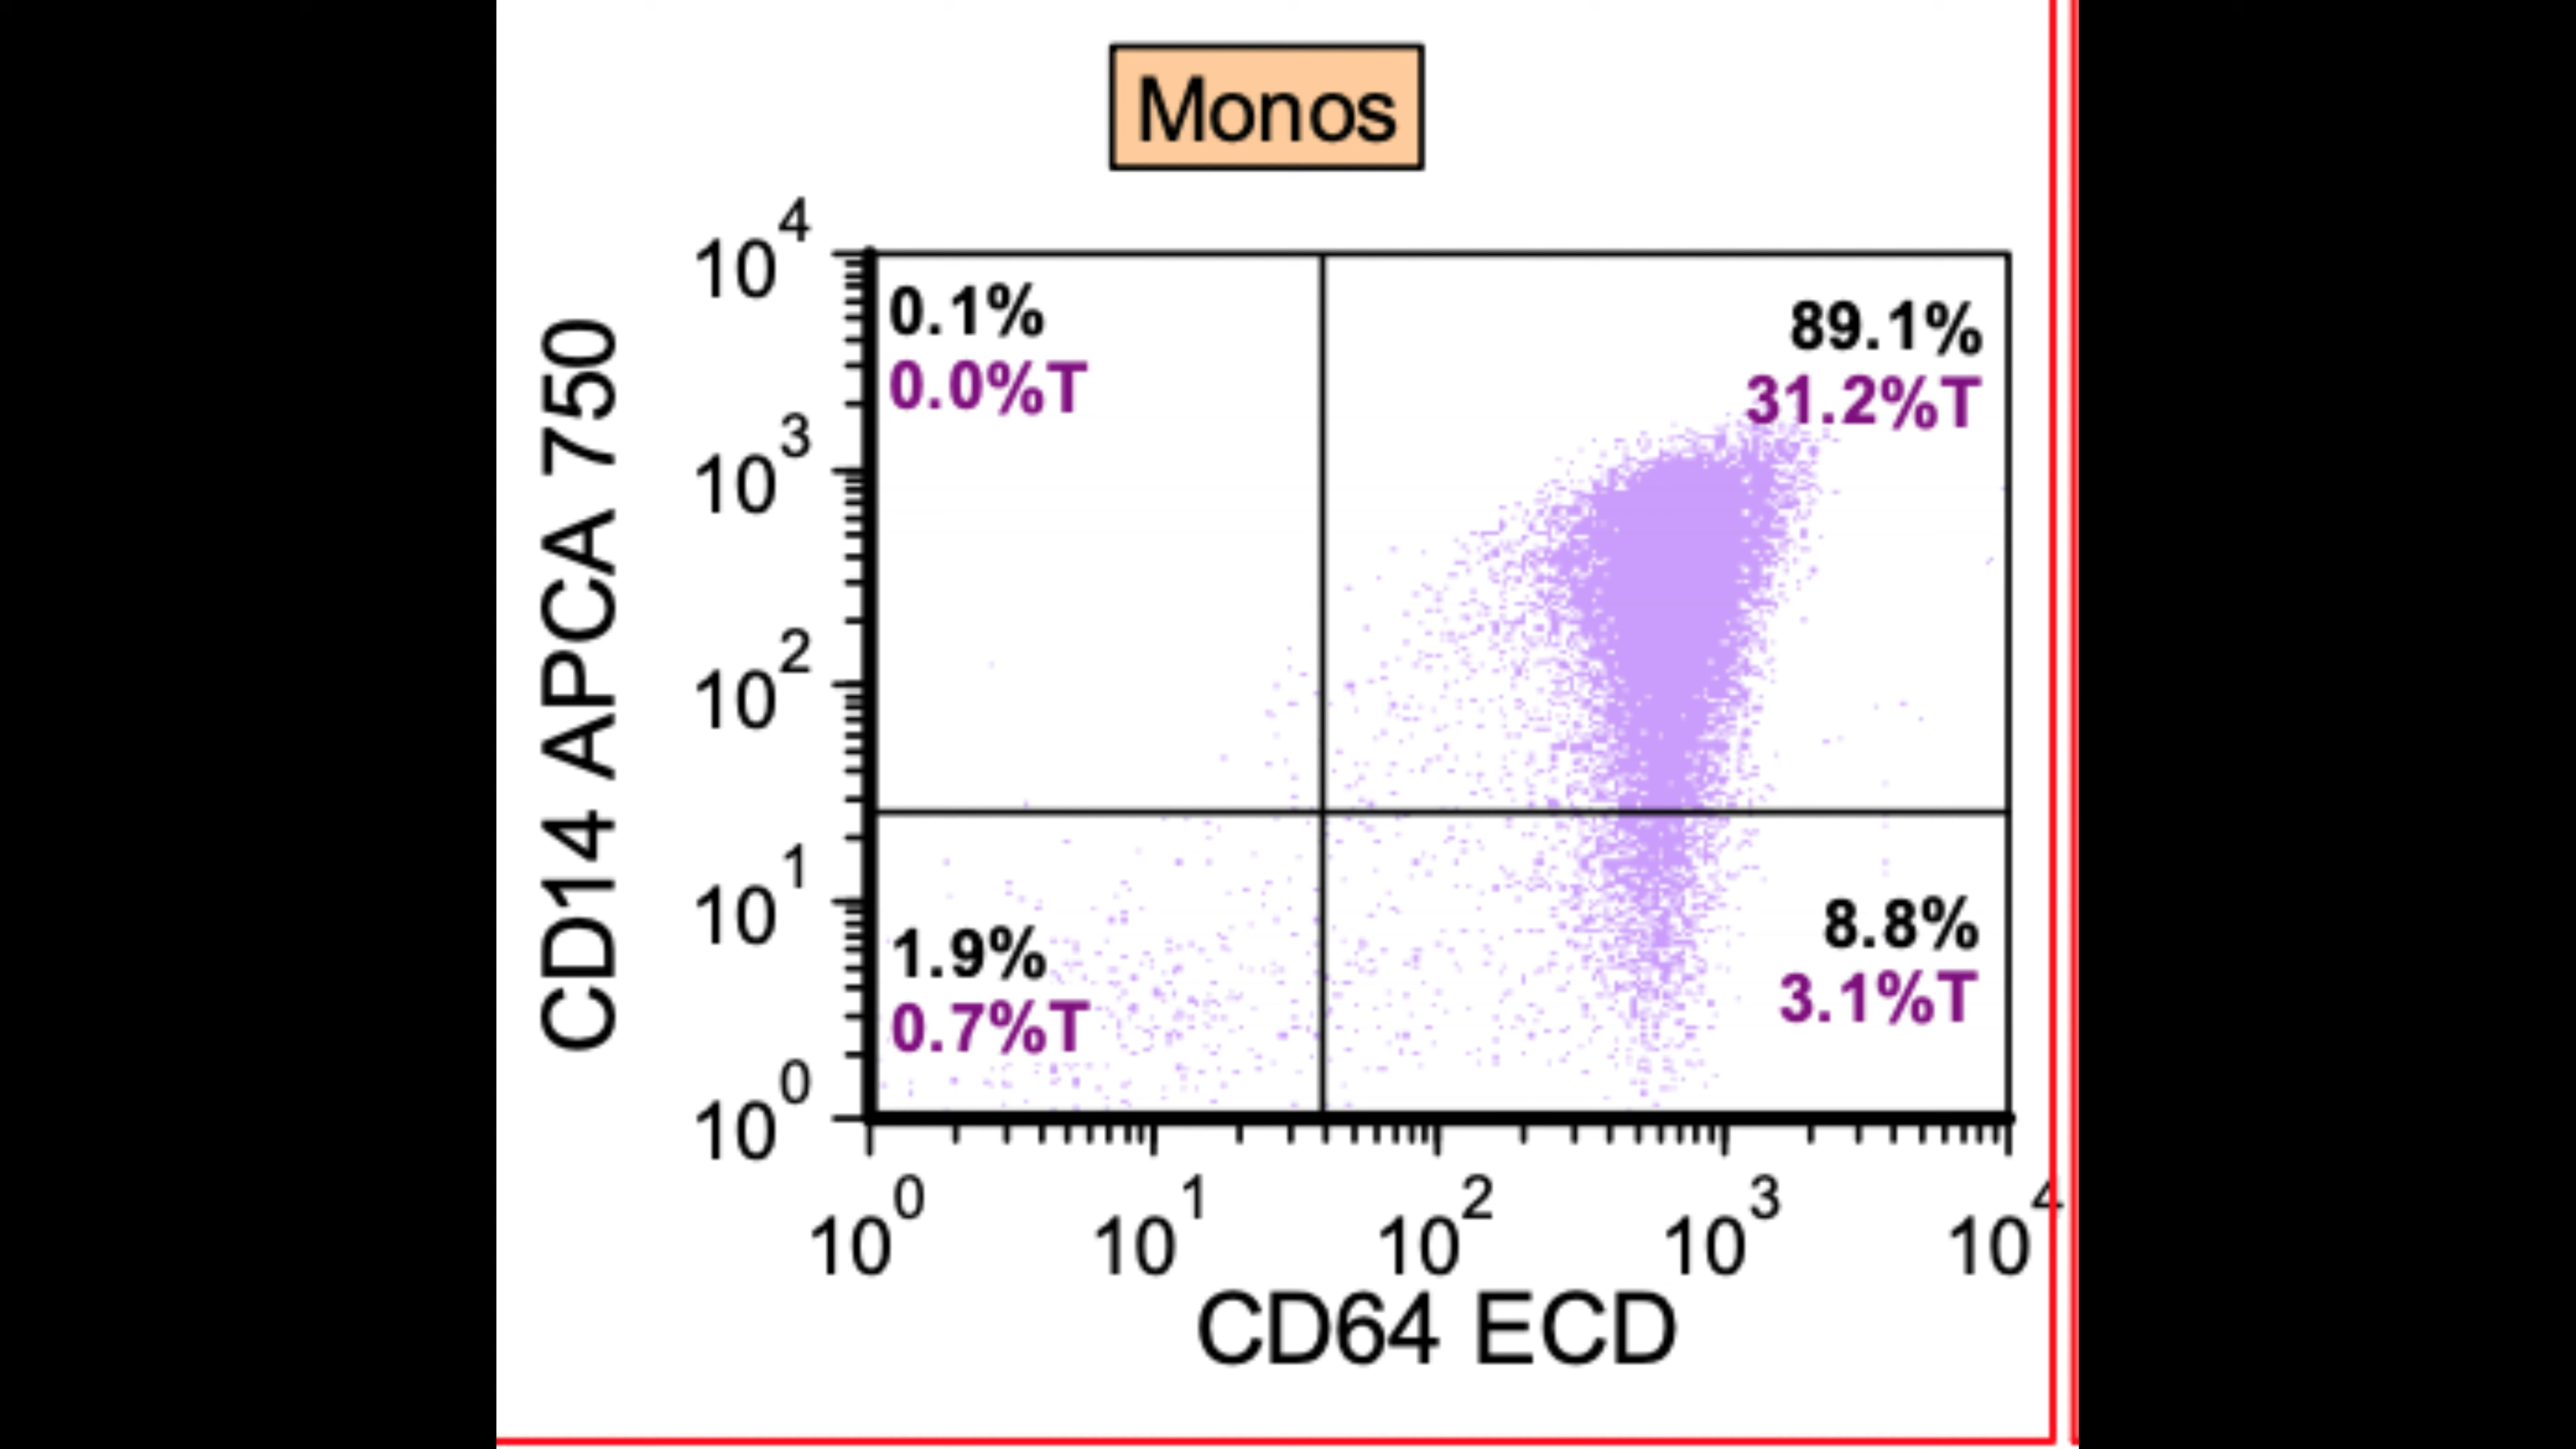 Monos
10^4
10^3
10^2
10^1
10^0
CD14 APCA 750
0.1%
0.0%T
89.1%
31.2%T
1.9%
0.7%T
8.8%
3.1%T
10^0 10^1 10^2 10^3 10^4
CD64 ECD